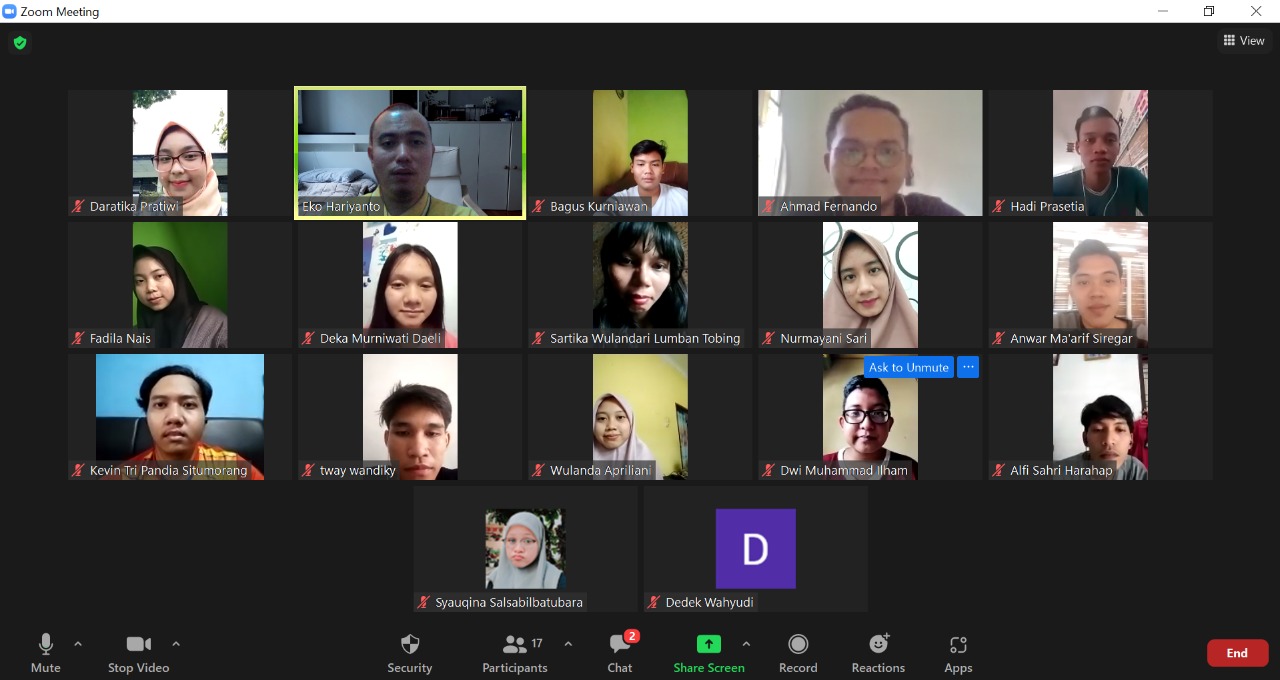 Zoom Meeting
View
Daratika Pratiwi
Eko Hariyanto
Bagus Kurniawan
Ahmad Fernando
Hadi Prasetia
Fadila Nais
Deka Murniwati Daeli
Sartika Wulandari Lumban Tobing
Nurmayani Sari
Anwar Ma'arif Siregar
Ask to Unmute ...
Kevin Tri Pandia Situmorang
tway wandiky
Wulanda Apriliani
Dwi Muhammad Ilham
Alfi Sahri Harahap
D
Syauqina Salsabilbatubara
Dedek Wahyudi
17
2
Mute
Stop Video
Security
Participants
Chat
Share Screen
Record
Reactions
Apps
End